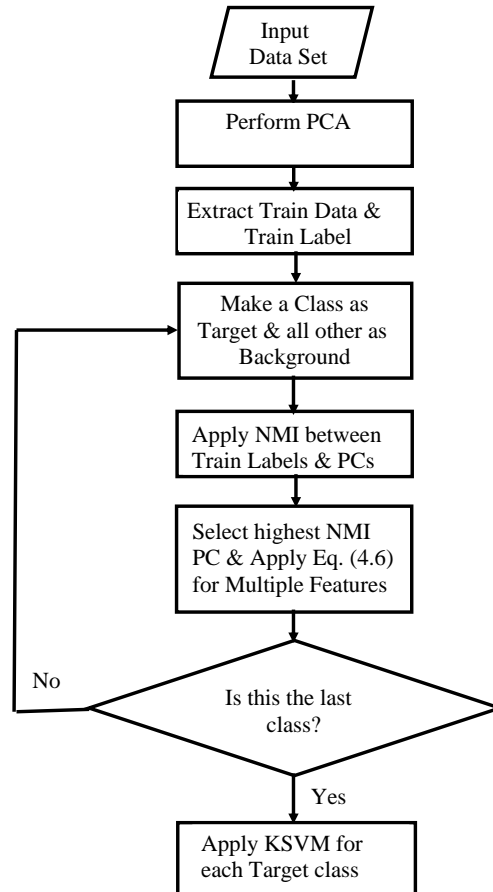 Input
Data Set
Perform PCA
Extract Train Data &
Train Label
Make a Class as
Target & all other as
Background
Apply NMI between
Train Labels & PCs
Select highest NMI
PC & Apply Eq. (4.6)
for Multiple Features
No
Is this the last
class?
Yes
Apply KSVM for
each Target class